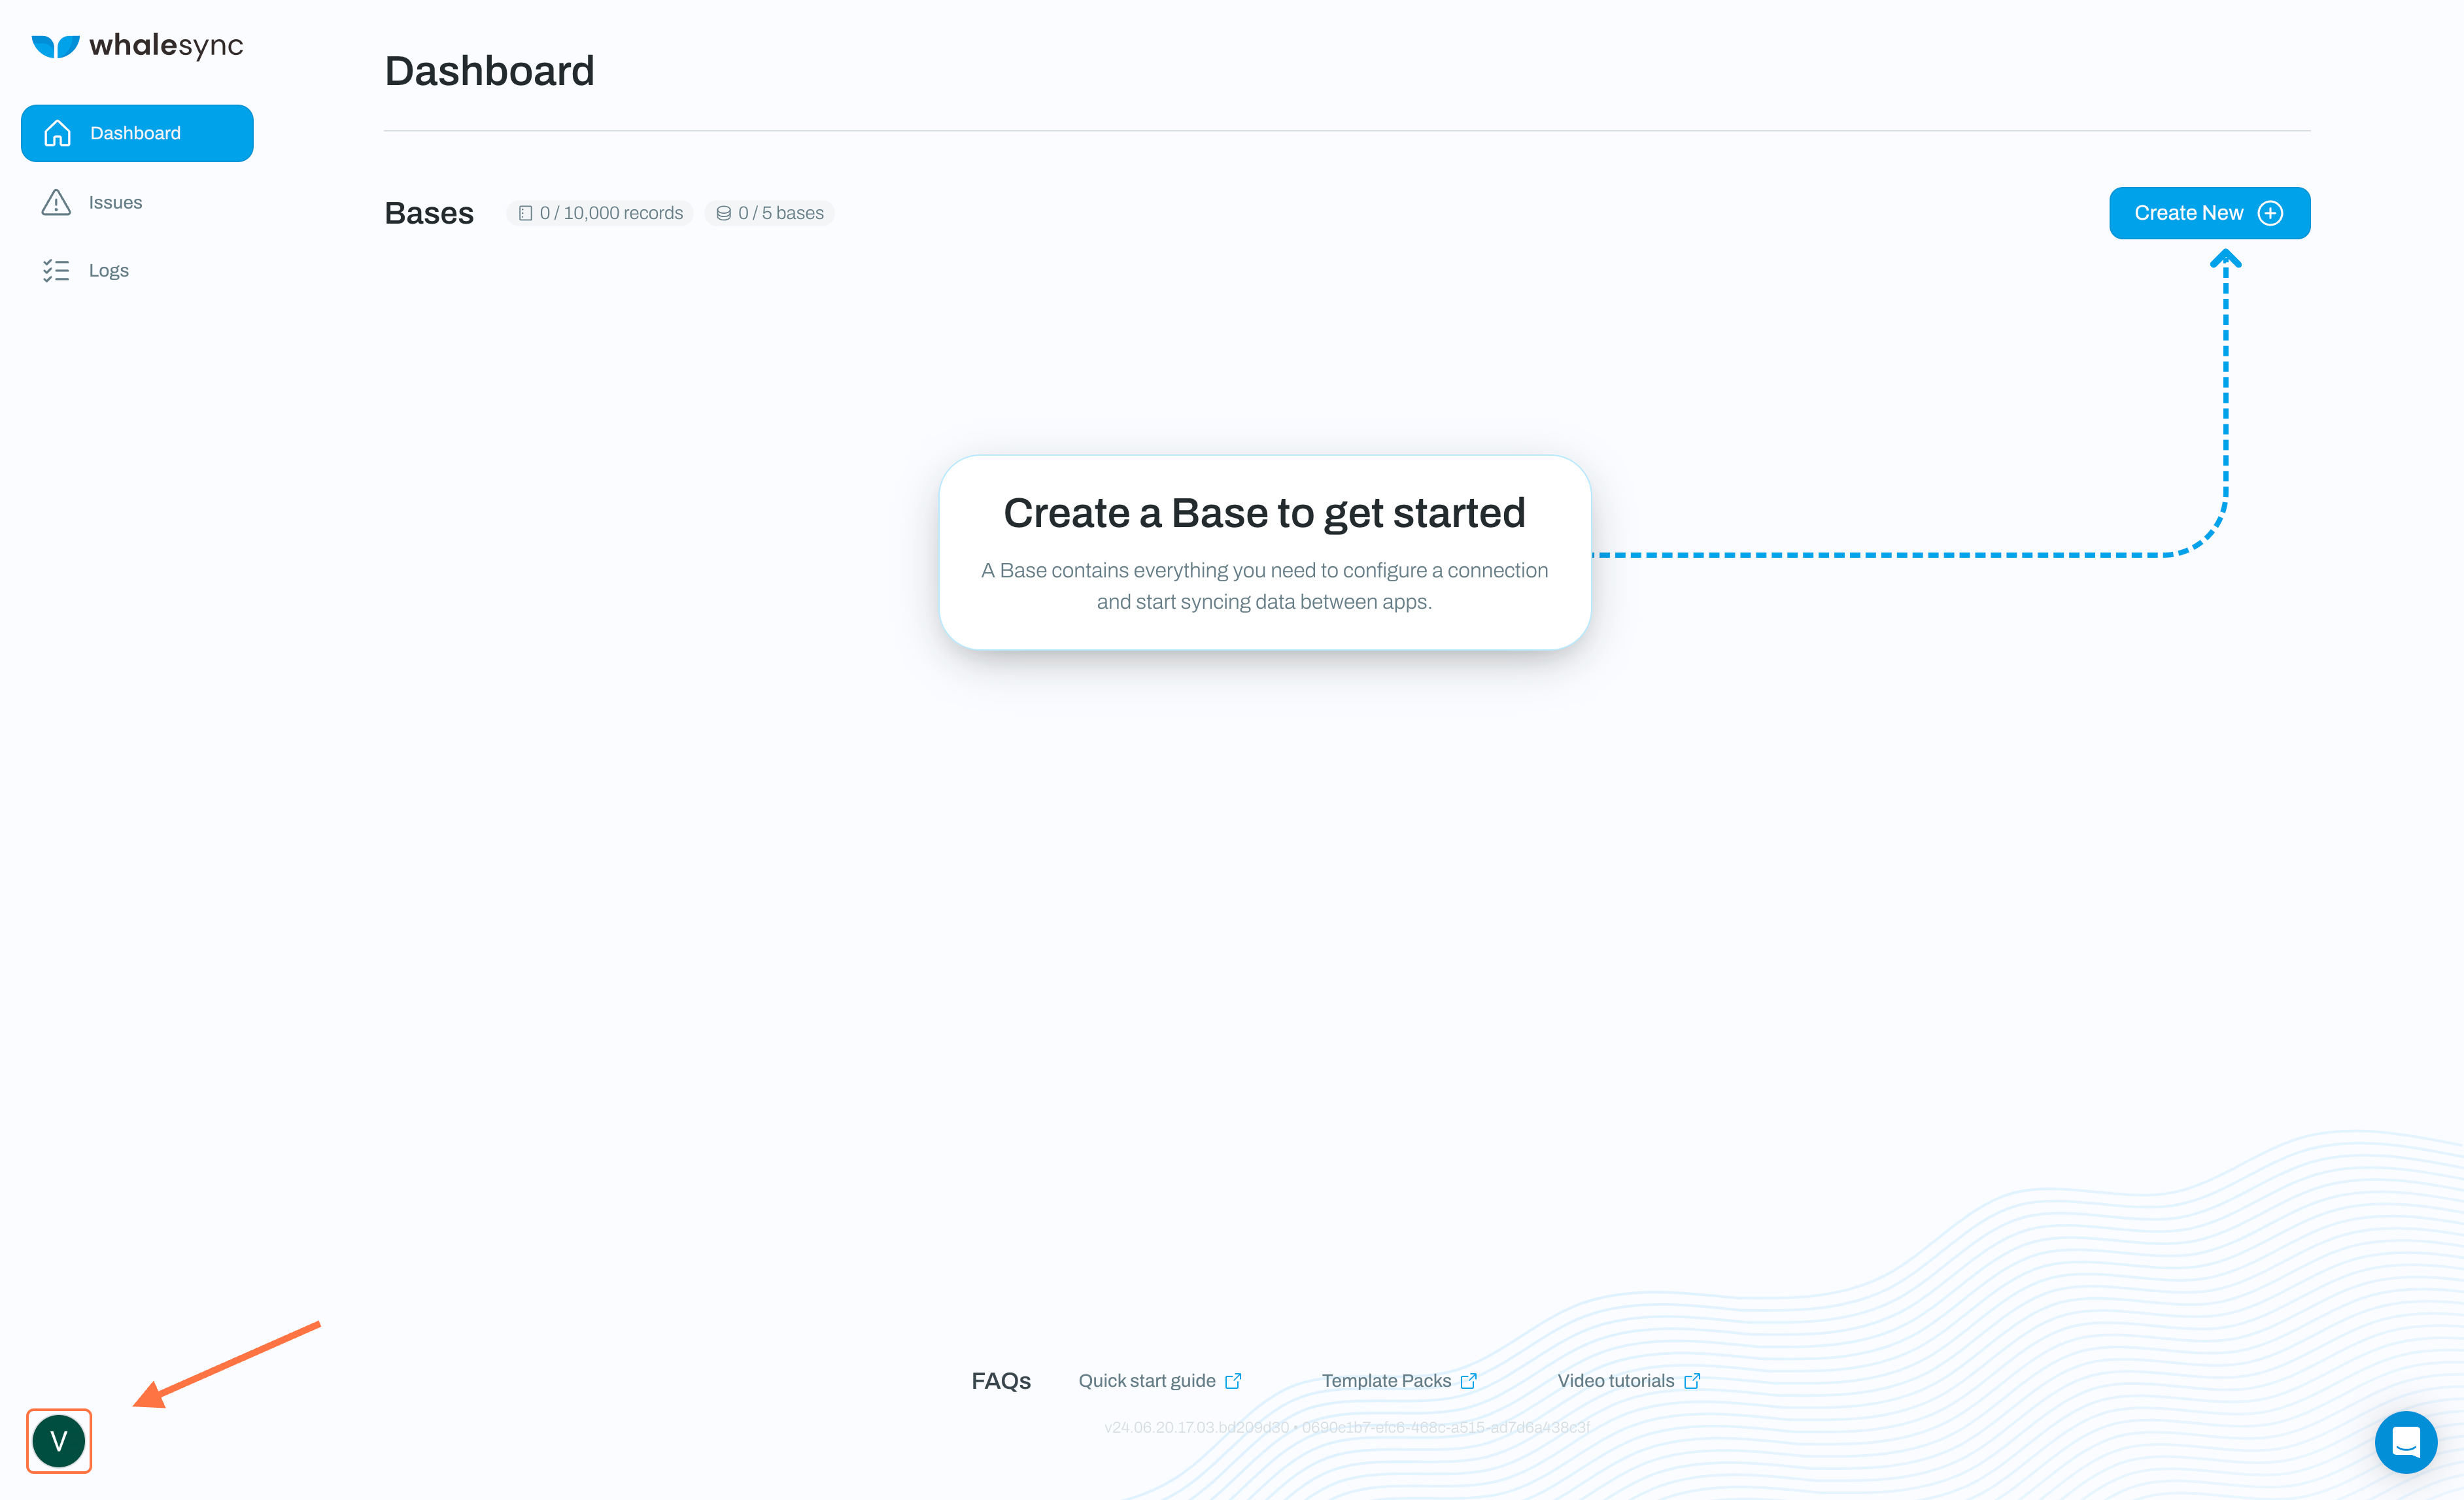 whalesync
Dashboard
Issues
Logs
Dashboard
Bases
0 / 10,000 records
0 / 5 bases
Create New
Create a Base to get started
A Base contains everything you need to configure a connection
and start syncing data between apps.
FAQs
Quick start guide
Template Packs
Video tutorials
v24.06.20.17.03.bd209d30 • 0690c1b7-efc6-468c-a515-ad7d6a438c3f
V